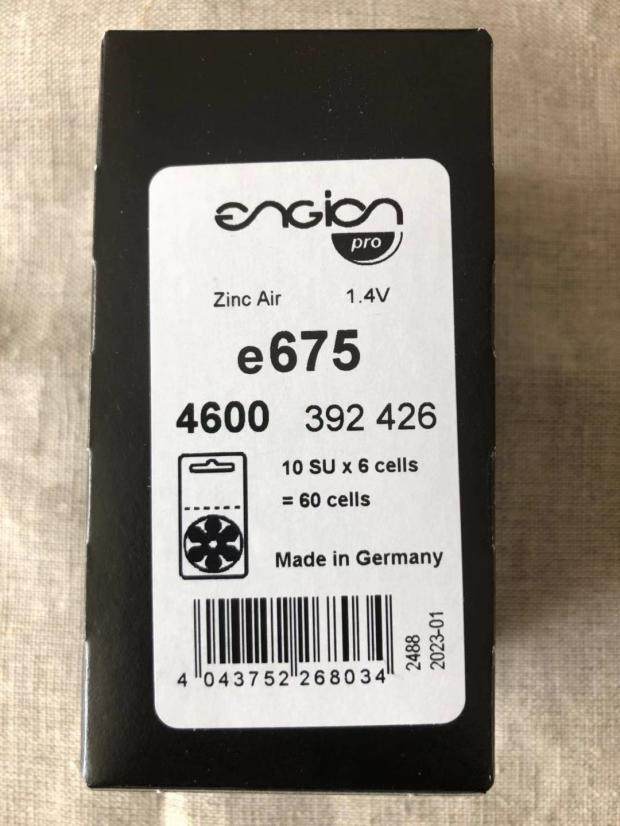 engion
pro
Zinc Air 1.4V
e675
4600 392 426
10 SU x 6 cells
= 60 cells
Made in Germany
4 043752 268034
2488
2023-01